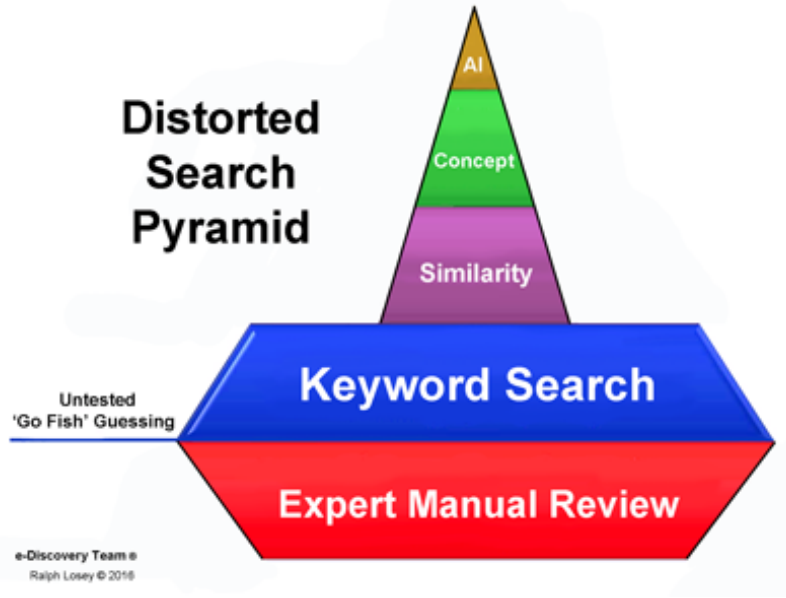 Distorted
Search
Pyramid
AI
Concept
Similarity
Keyword Search
Untested
'Go Fish' Guessing
Expert Manual Review
e-Discovery Team ®
Ralph Losey © 2016